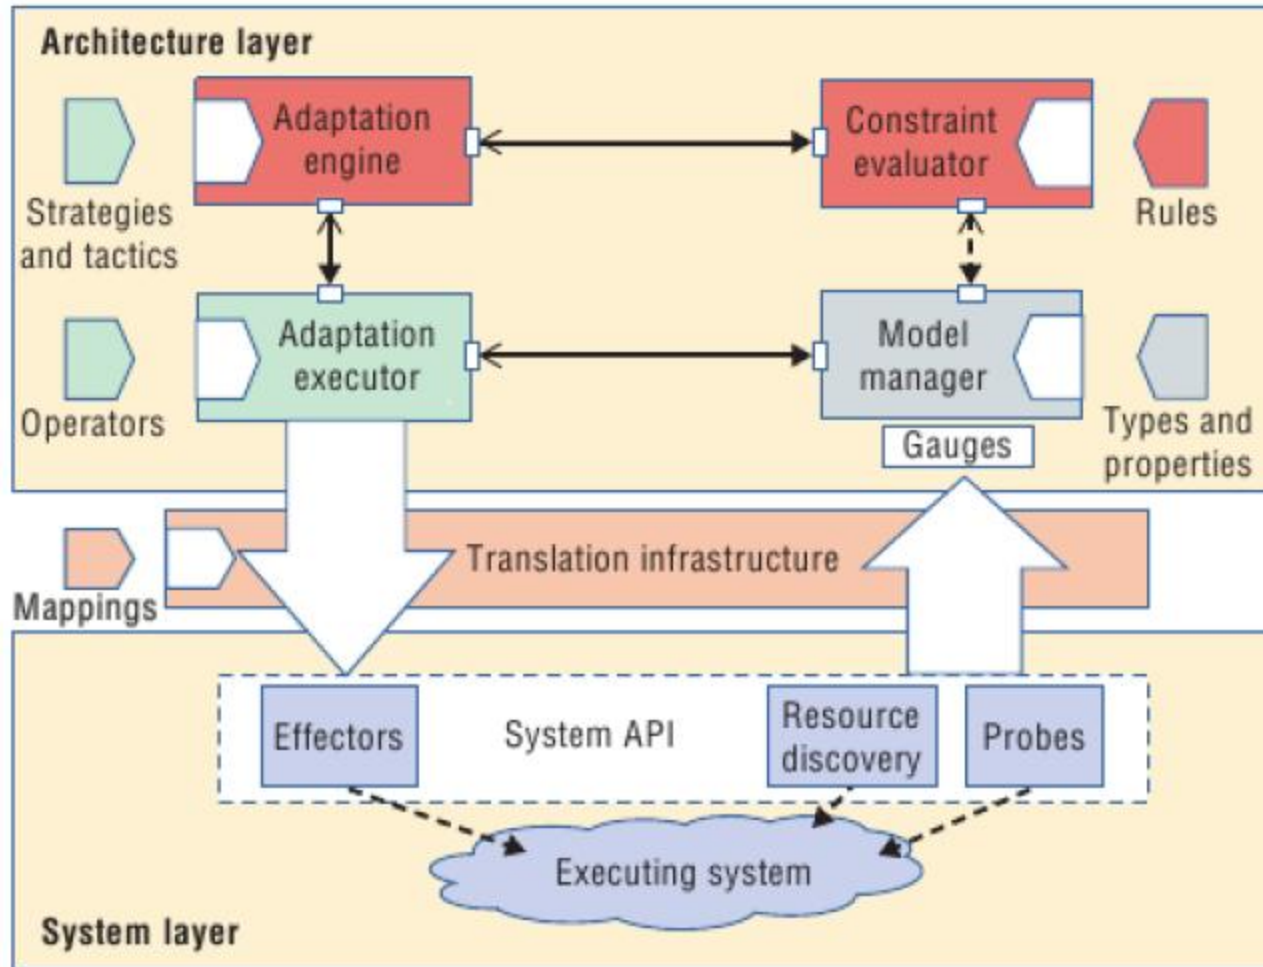 Architecture layer
Adaptation
engine
Constraint
evaluator
Strategies
and tactics
Rules
Adaptation
executor
Model
manager
Operators
Gauges
Types and
properties
Translation infrastructure
Mappings
Effectors
System API
Resource
discovery
Probes
Executing system
System layer